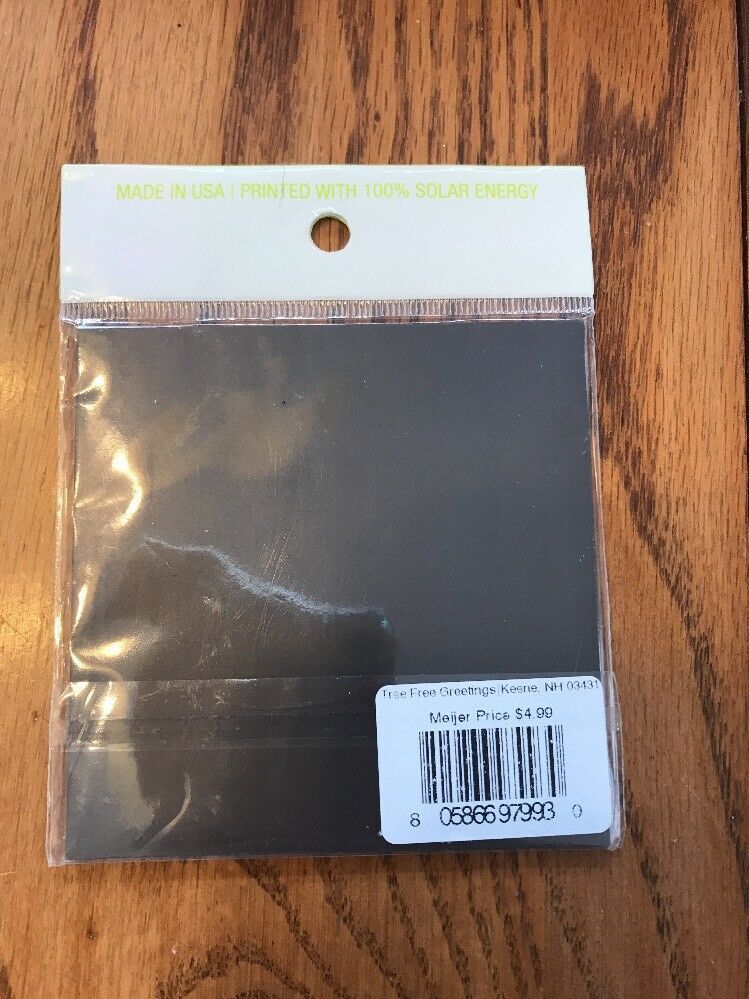 MADE IN USA | PRINTED WITH 100% SOLAR ENERGY
Tree Free Greetings|Keene, NH 03431
Meijer Price $4.99
8 05866 97993 0